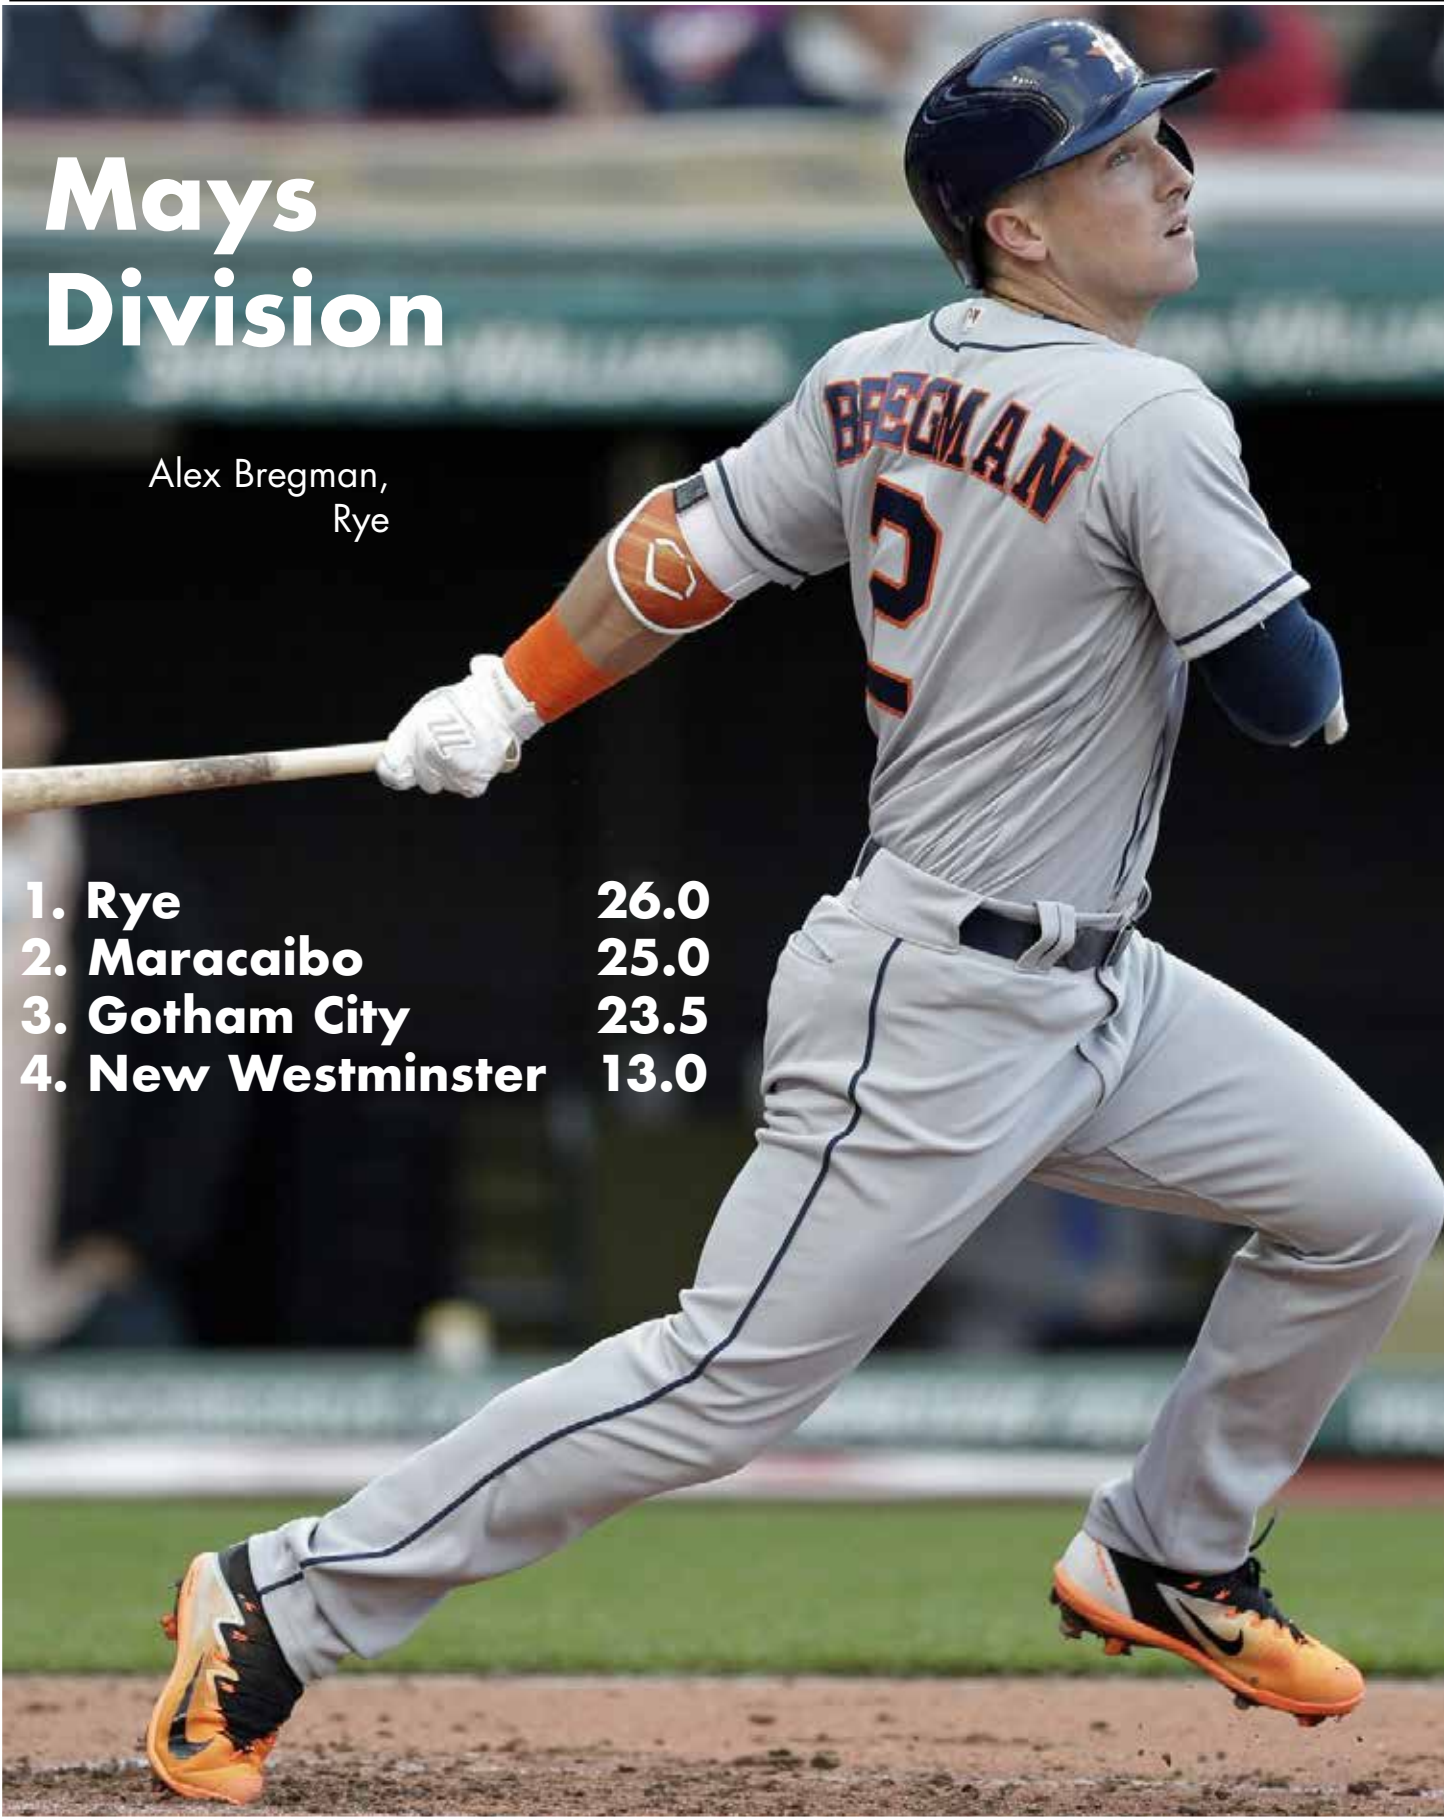 Mays
Division
Alex Bregman,
Rye
BREGMAN
2
1. Rye 26.0
2. Maracaibo 25.0
3. Gotham City 23.5
4. New Westminster 13.0